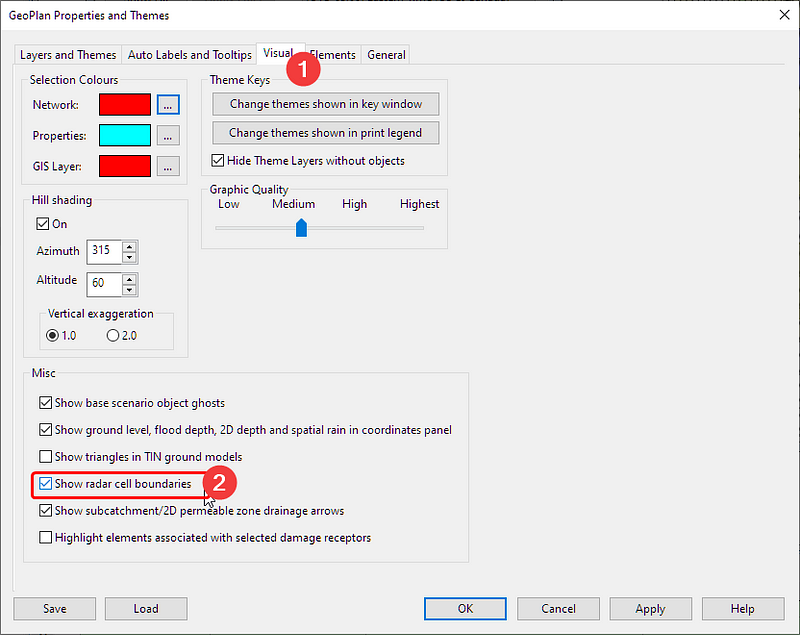 GeoPlan Properties and Themes
Layers and Themes Auto Labels and Tooltips Visual Elements General
1
Selection Colours
Network: ...
Properties: ...
GIS Layer: ...
Theme Keys
Change themes shown in key window
Change themes shown in print legend
Hide Theme Layers without objects
Graphic Quality
Low Medium High Highest
Hill shading
On
Azimuth 315
Altitude 60
Vertical exaggeration
1.0 2.0
Misc
Show base scenario object ghosts
Show ground level, flood depth, 2D depth and spatial rain in coordinates panel
Show triangles in TIN ground models
Show radar cell boundaries 2
Show subcatchment/2D permeable zone drainage arrows
Highlight elements associated with selected damage receptors
Save Load OK Cancel Apply Help